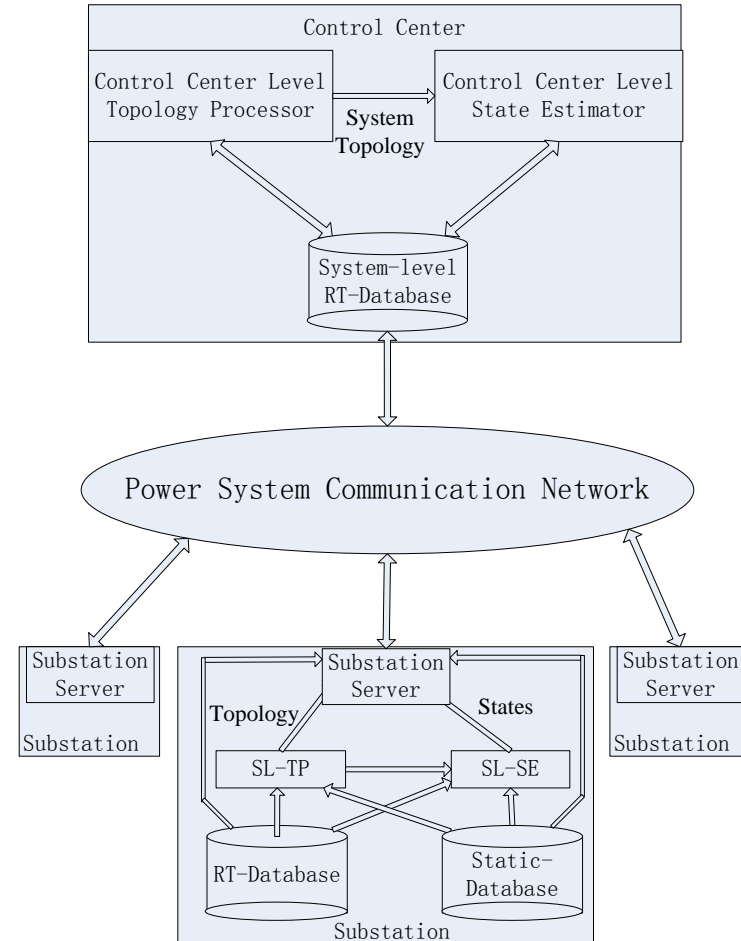 Control Center
Control Center Level
Topology Processor
System
Topology
Control Center Level
State Estimator
System-level
RT-Database
Power System Communication Network
Substation
Server
Substation
Substation
Server
Topology
States
SL-TP
SL-SE
RT-Database
Static-
Database
Substation
Substation
Server
Substation